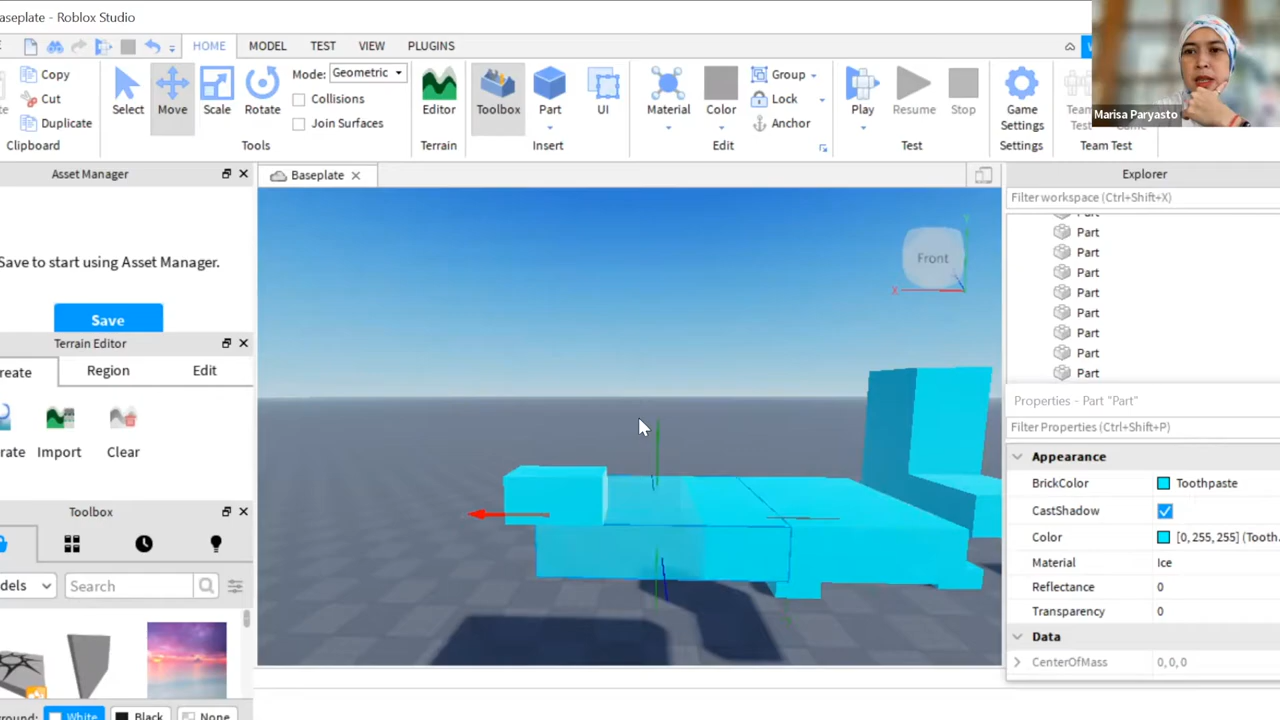 aseplate - Roblox Studio
HOME MODEL TEST VIEW PLUGINS
Copy
Cut
Duplicate
Clipboard
Select
Move
Scale
Rotate
Mode: Geometric
Collisions
Join Surfaces
Tools
Editor
Terrain
Toolbox
Part
UI
Insert
Material
Color
Group
Lock
Anchor
Edit
Play
Resume
Stop
Test
Game
Settings
Settings
Team Test
Marisa Paryasto
Asset Manager
Save to start using Asset Manager.
Save
Terrain Editor
reate Region Edit
rate Import Clear
Toolbox
dels Search
round: White Black None
Baseplate
Front
X
Explorer
Filter workspace (Ctrl+Shift+X)
Part
Part
Part
Part
Part
Part
Part
Part
Part
Properties - Part "Part"
Filter Properties (Ctrl+Shift+P)
Appearance
BrickColor Toothpaste
CastShadow
Color [0, 255, 255] (Tooth...
Material Ice
Reflectance 0
Transparency 0
Data
CenterOfMass 0, 0, 0